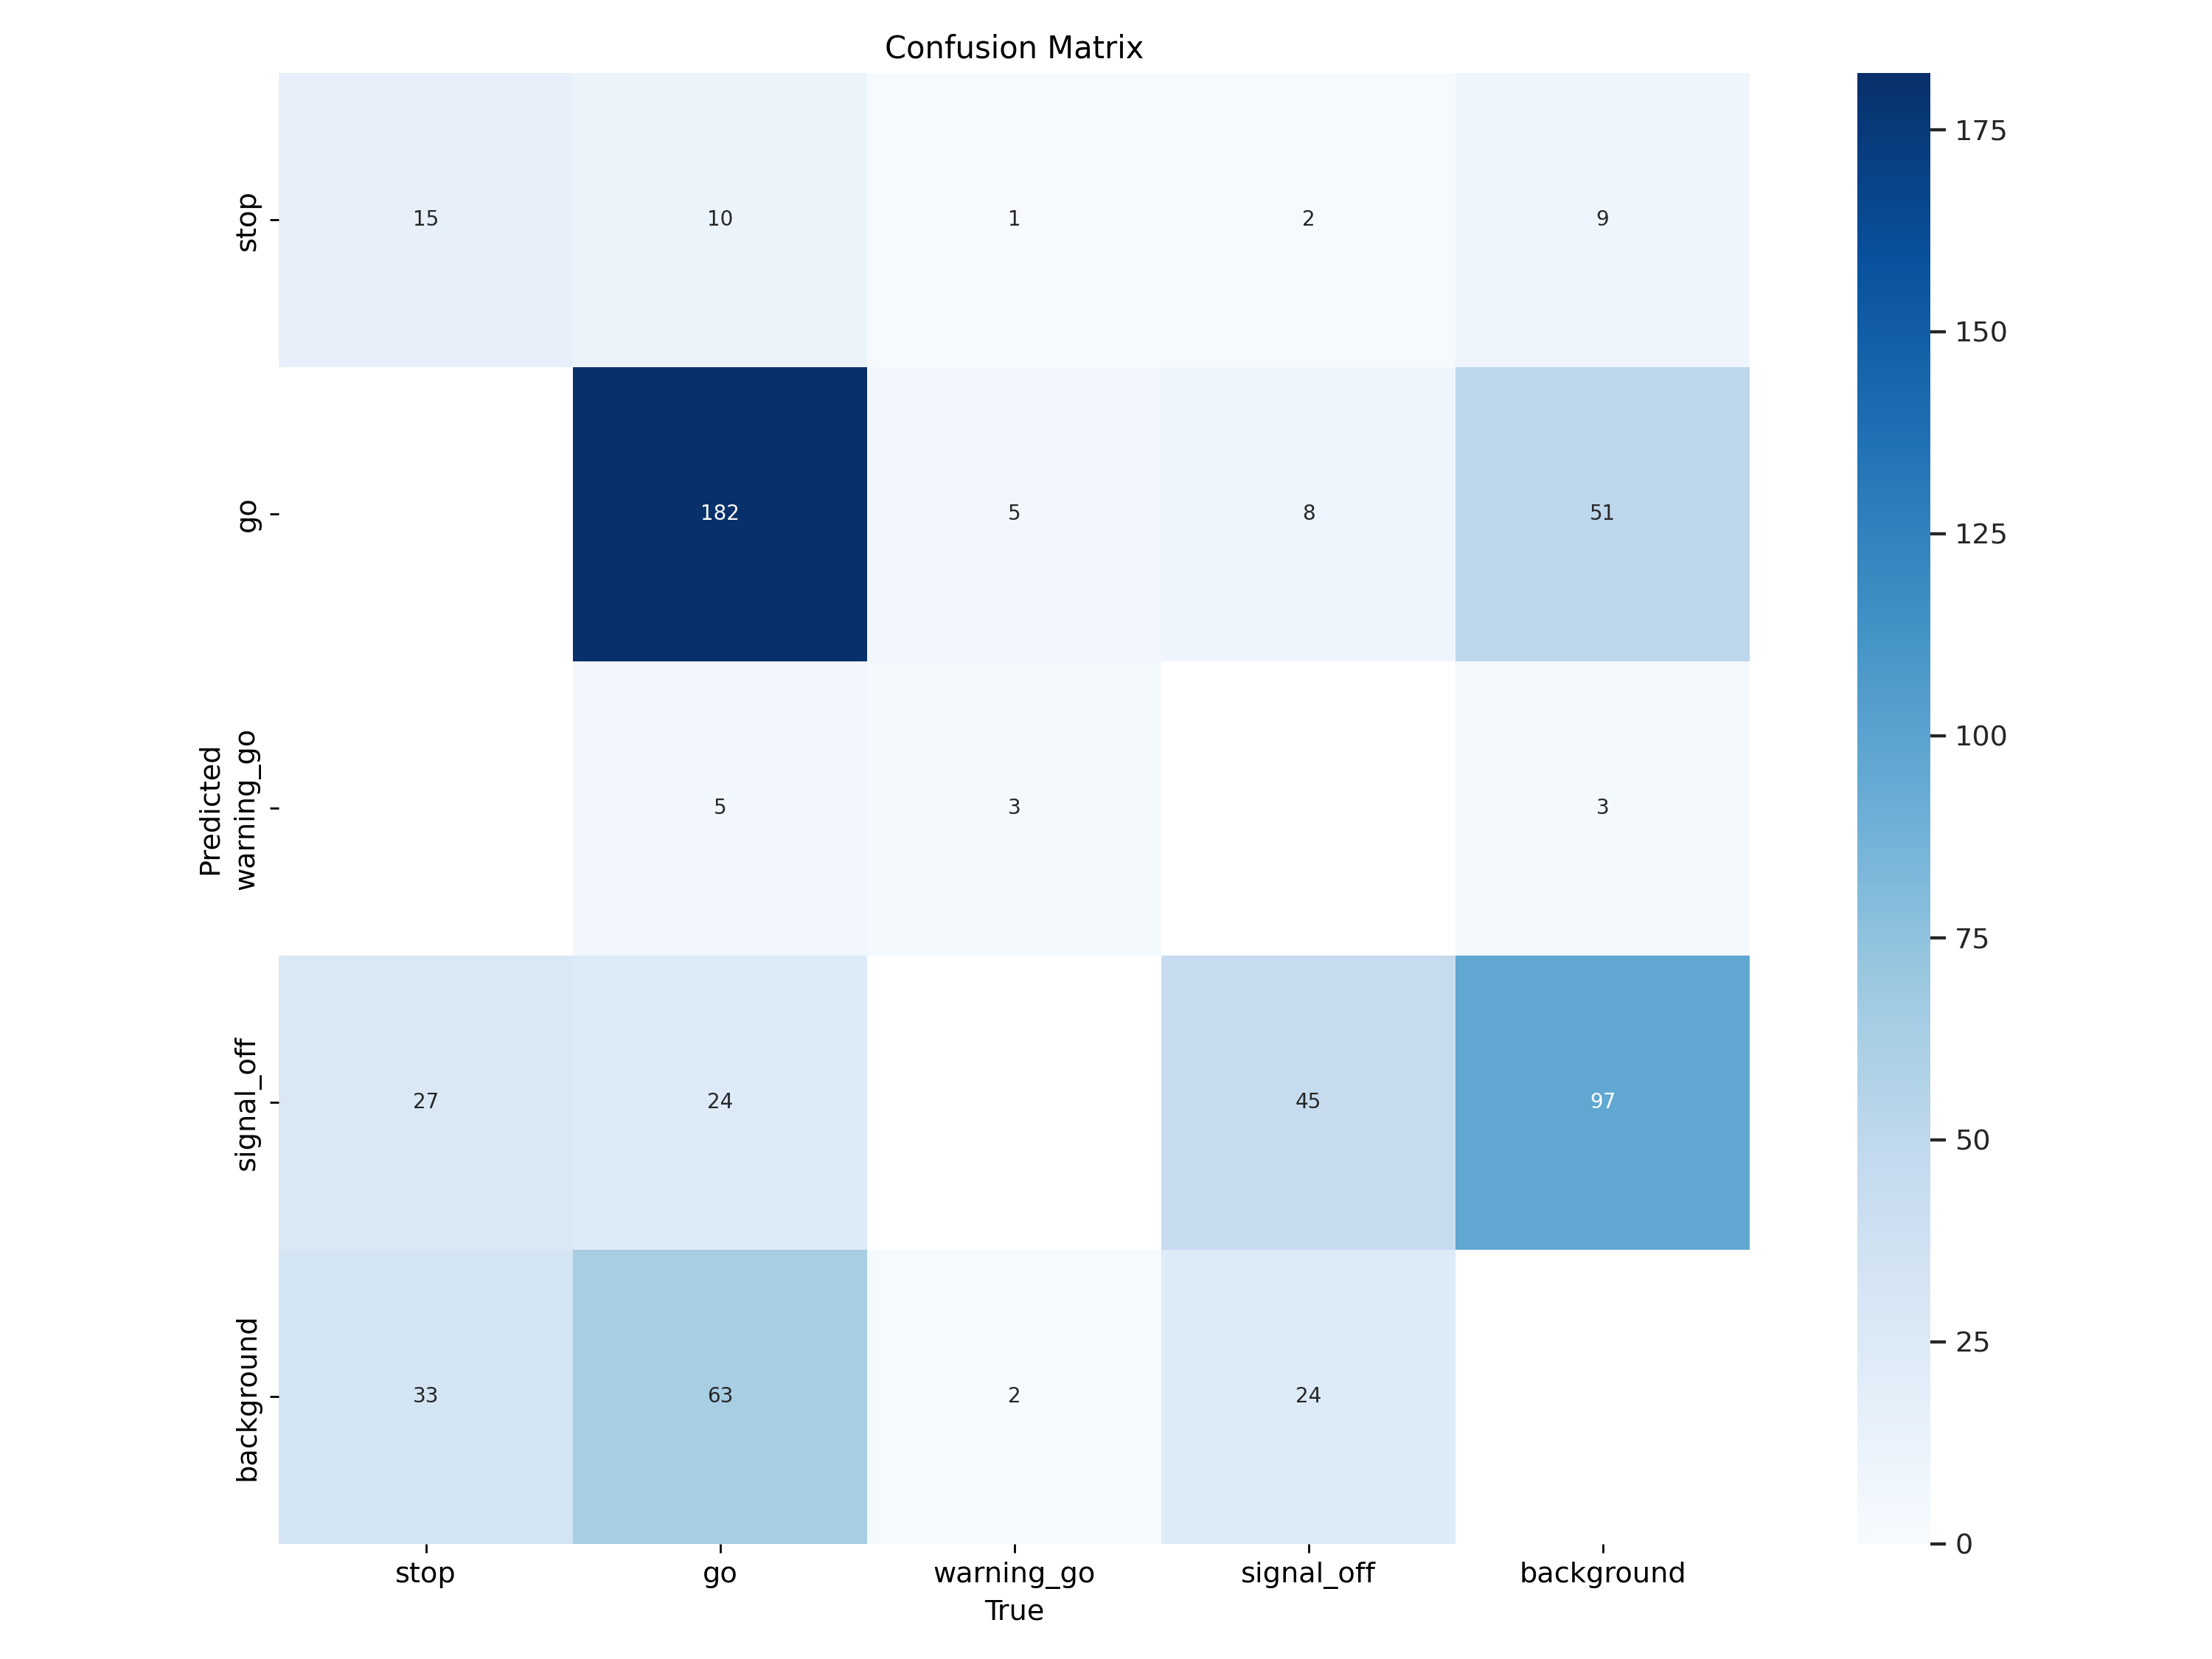 Confusion Matrix
stop
15 10 1 2 9
go
182 5 8 51
Predicted
warning_go
5 3 3
signal_off
27 24 45 97
background
33 63 2 24
stop go warning_go signal_off background
True
175
150
125
100
75
50
25
0